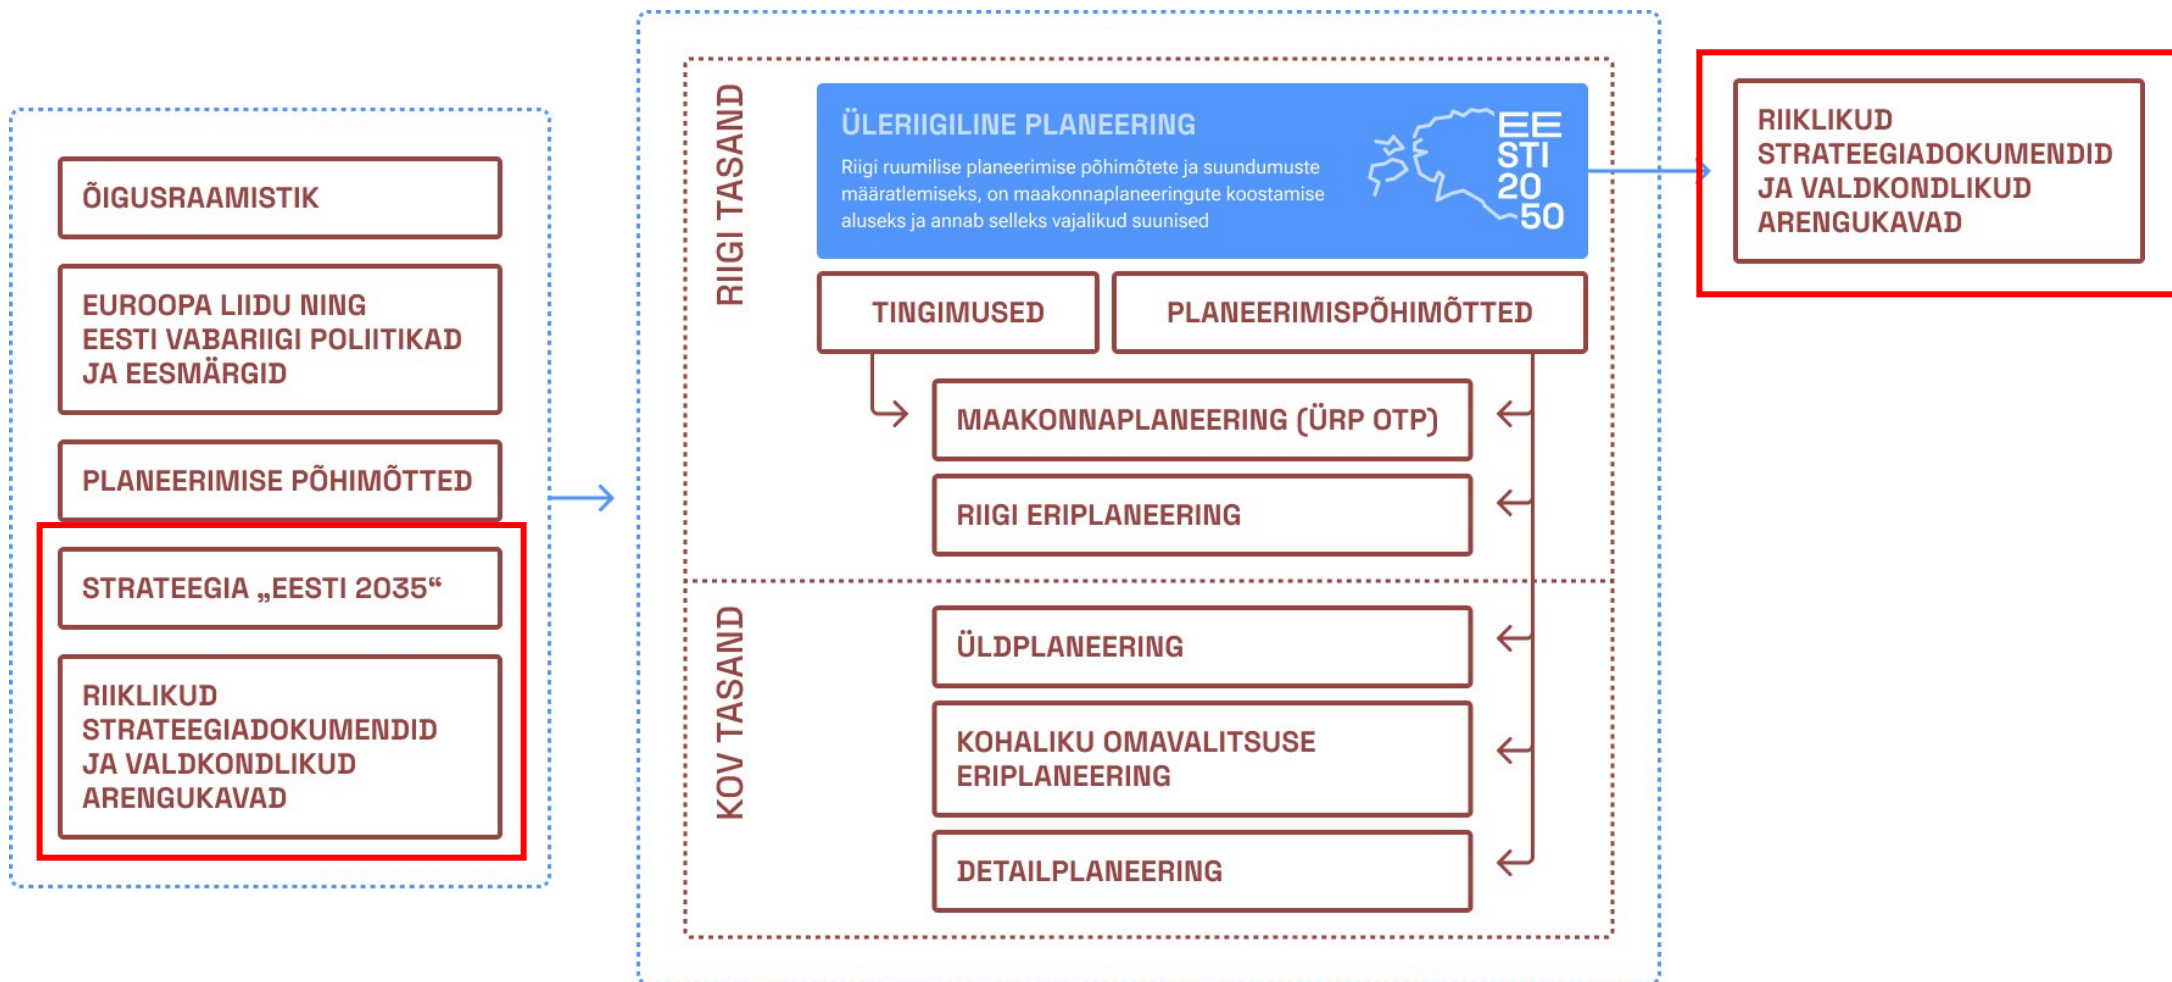 ÕIGUSRAAMISTIK
EUROOPA LIIDU NING
EESTI VABARIIGI POLIITIKAD
JA EESMÄRGID
PLANEERIMISE PÕHIMÕTTED
STRATEEGIA „EESTI 2035“
RIIKLIKUD
STRATEEGIADOKUMENDID
JA VALDKONDLIKUD
ARENGUKAVAD
RIIGI TASAND
ÜLERIIGILINE PLANEERING
Riigi ruumilise planeerimise põhimõtete ja suundumuste
määratlemiseks, on maakonnaplaneeringute koostamise
aluseks ja annab selleks vajalikud suunised
EE
STI
20
50
TINGIMUSED
PLANEERIMISPÕHIMÕTTED
MAAKONNAPLANEERING (ÜRP OTP)
RIIGI ERIPLANEERING
KOV TASAND
ÜLDPLANEERING
KOHALIKU OMAVALITSUSE
ERIPLANEERING
DETAILPLANEERING
RIIKLIKUD
STRATEEGIADOKUMENDID
JA VALDKONDLIKUD
ARENGUKAVAD